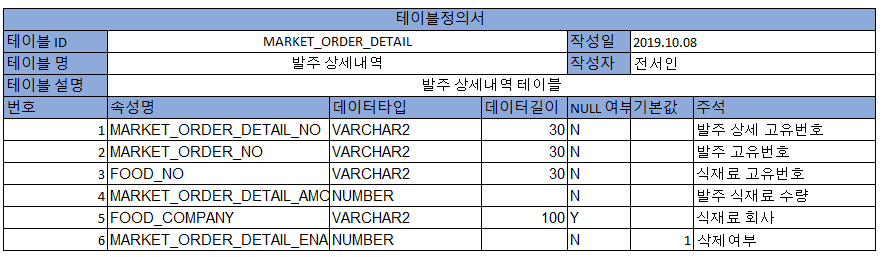 테이블정의서
테이블 ID MARKET_ORDER_DETAIL 작성일 2019.10.08
테이블 명 발주 상세내역 작성자 전서인
테이블 설명 발주 상세내역 테이블
번호 속성명 데이터타입 데이터길이 NULL 여부 기본값 주석
1 MARKET_ORDER_DETAIL_NO VARCHAR2 30 N 발주 상세 고유번호
2 MARKET_ORDER_NO VARCHAR2 30 N 발주 고유번호
3 FOOD_NO VARCHAR2 30 N 식재료 고유번호
4 MARKET_ORDER_DETAIL_AMO NUMBER N 발주 식재료 수량
5 FOOD_COMPANY VARCHAR2 100 Y 식재료 회사
6 MARKET_ORDER_DETAIL_ENA NUMBER N 1 삭제여부